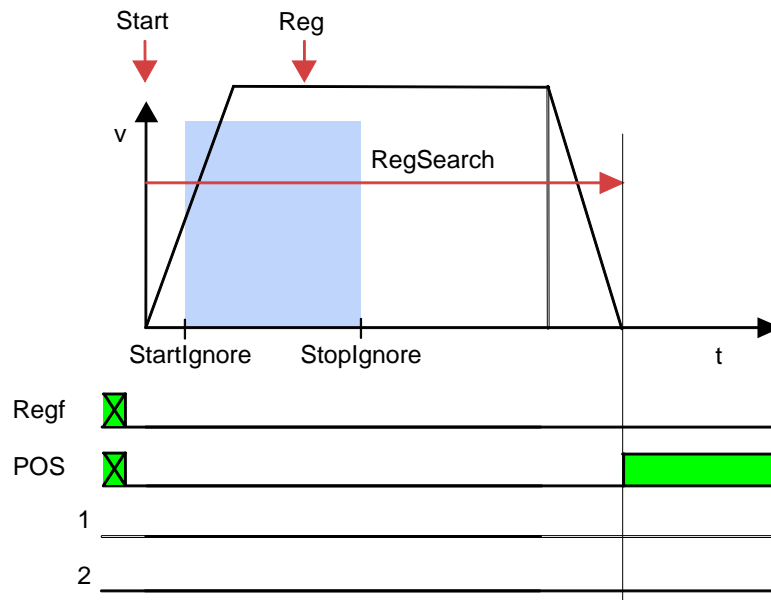 Start Reg
v
RegSearch
StartIgnore StopIgnore t
Regf
POS
1
2